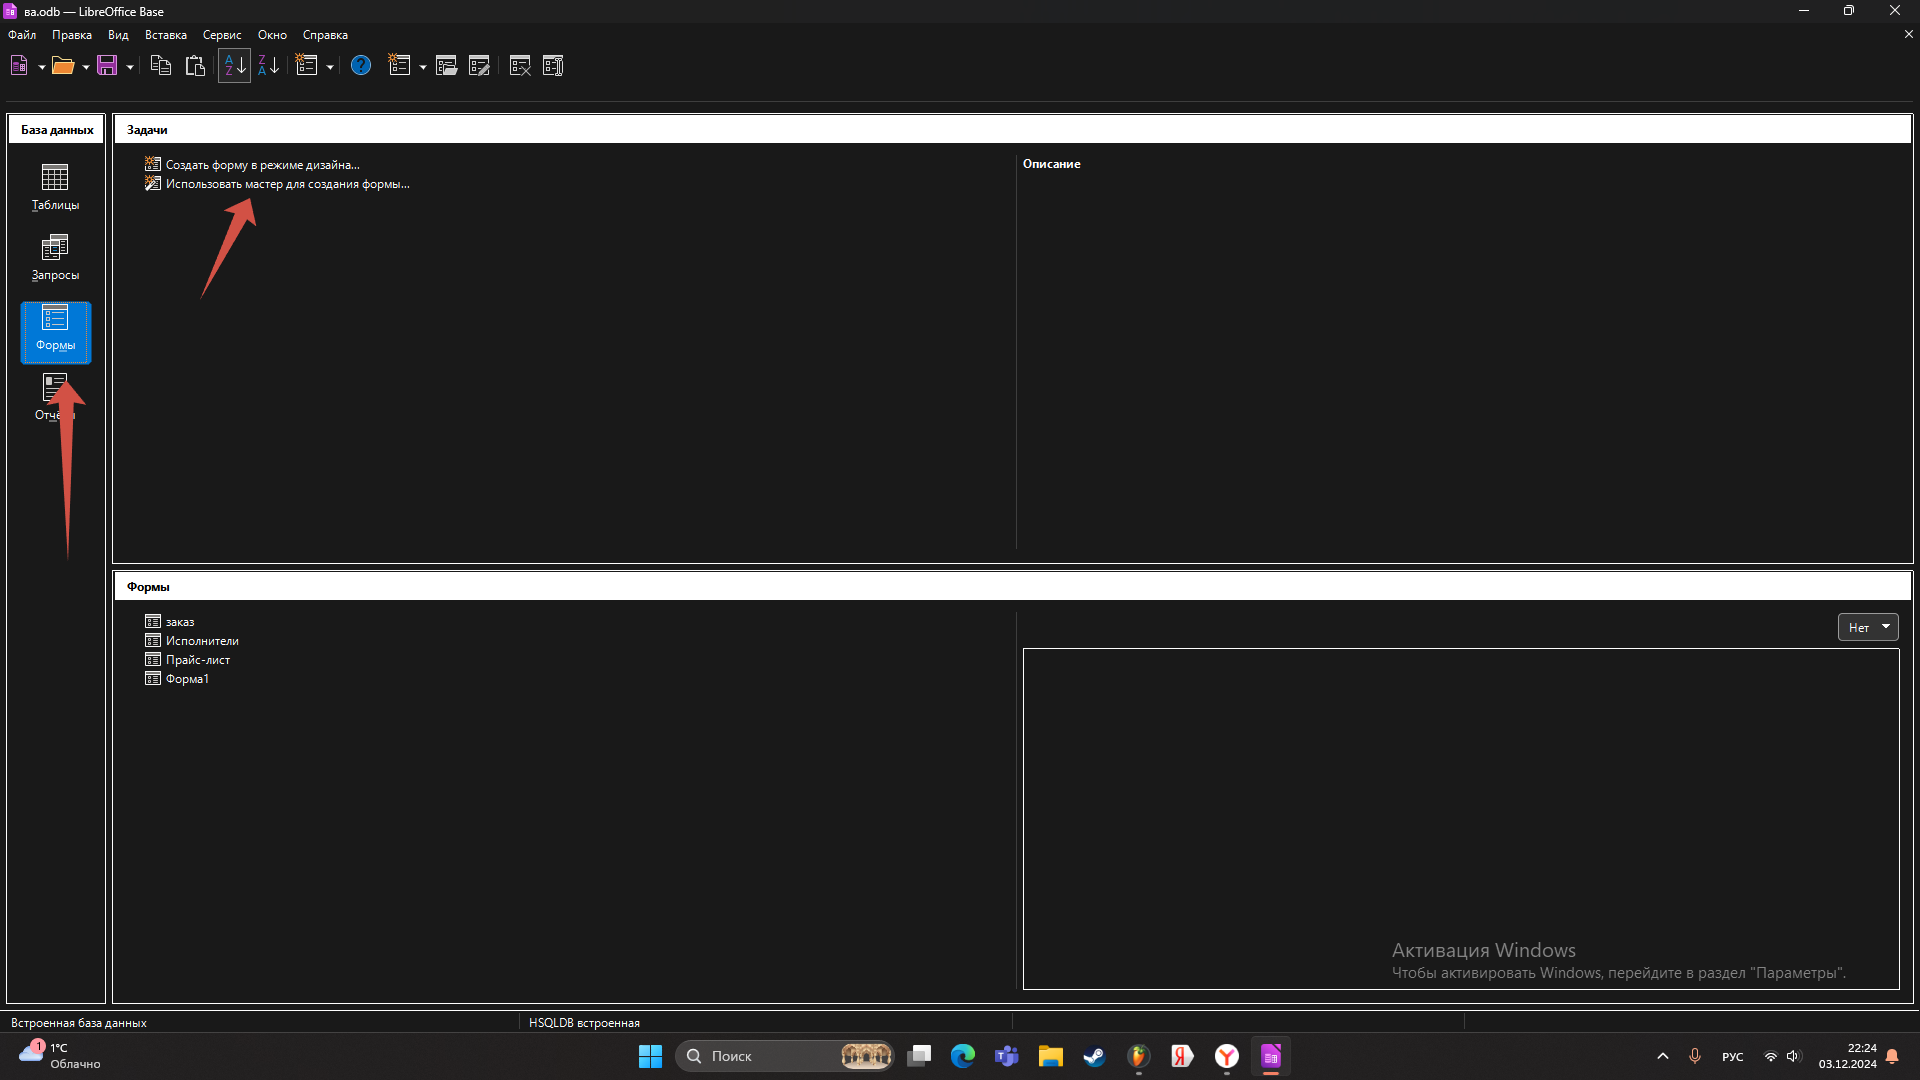 ва.odb — LibreOffice Base
Файл Правка Вид Вставка Сервис Окно Справка
База данных
Таблицы
Запросы
Формы
Задачи
Создать форму в режиме дизайна...
Использовать мастер для создания формы...
Описание
Формы
заказ
Исполнители
Прайс-лист
Форма1
Нет
Активация Windows
Чтобы активировать Windows, перейдите в раздел "Параметры".
Встроенная база данных
HSQLDB встроенная
1
1°C
Облачно
Поиск
РУС
22:24
03.12.2024